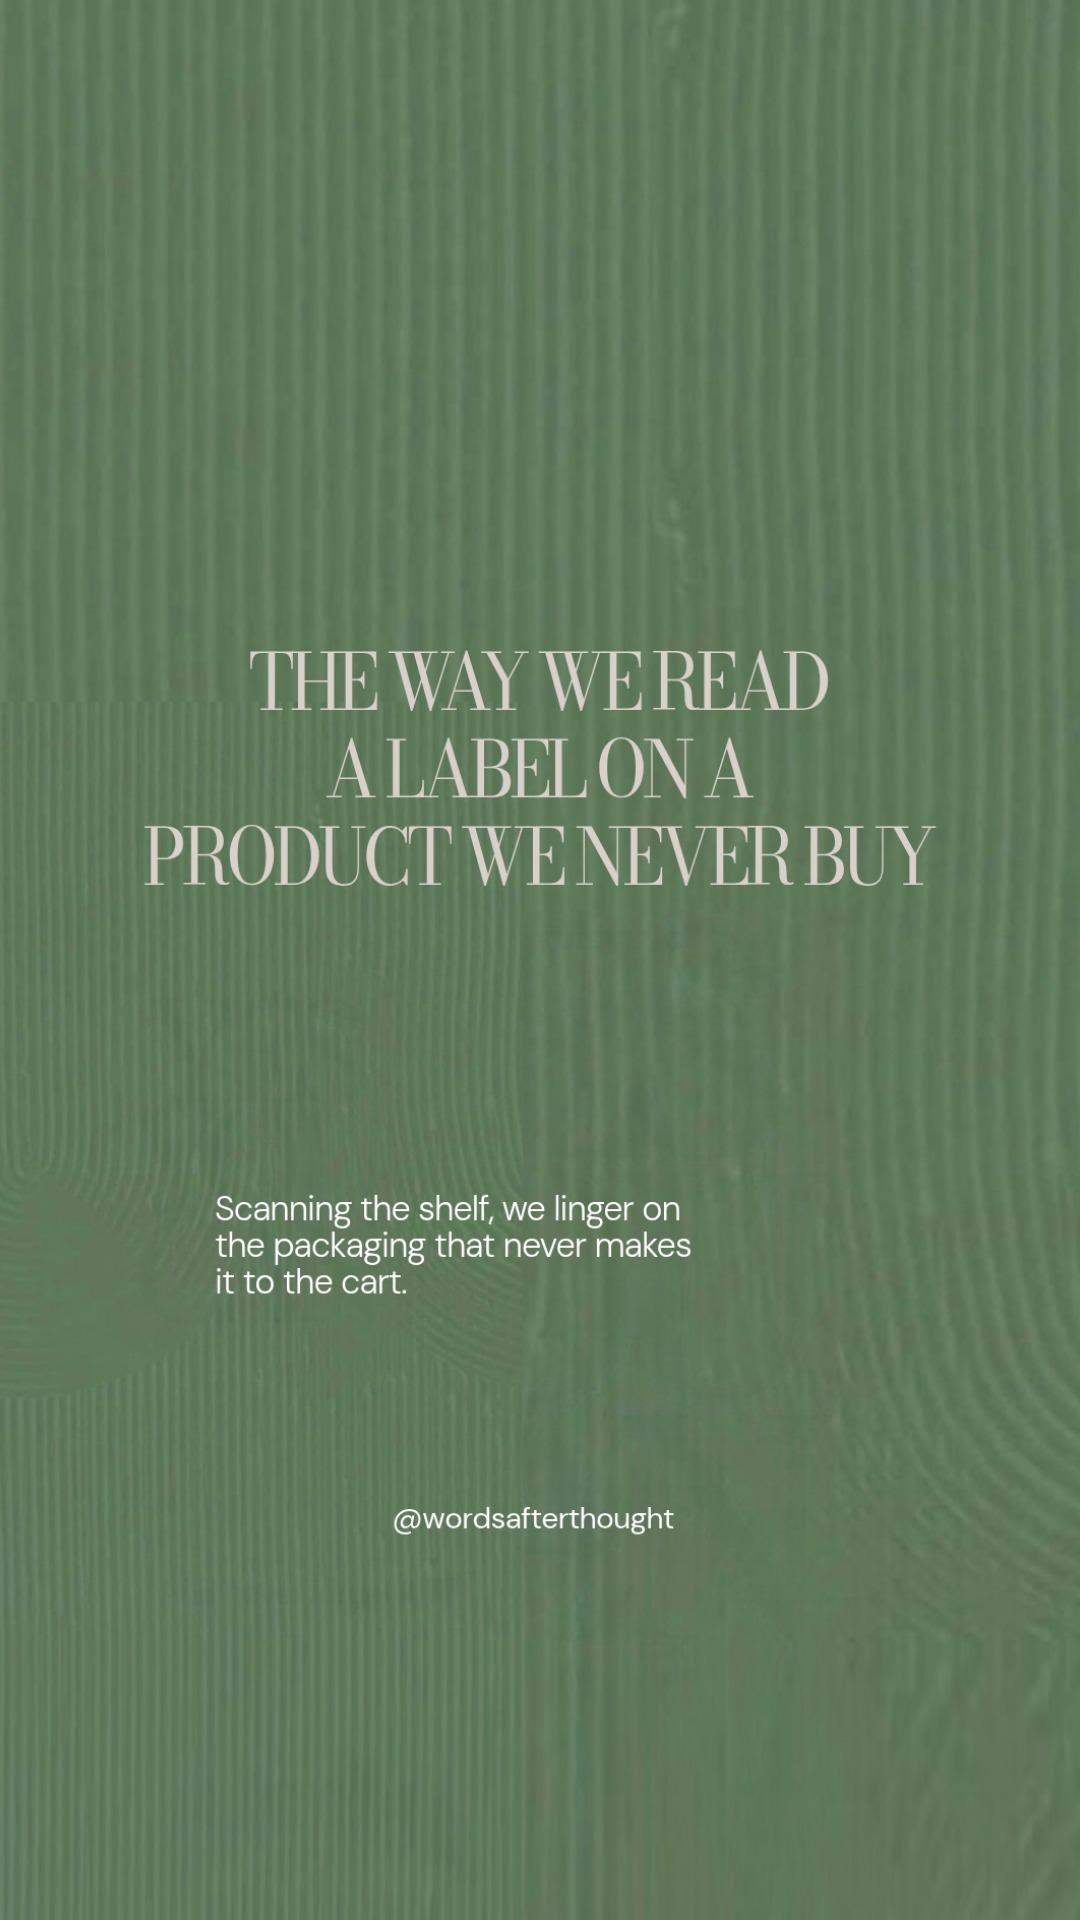 THE WAY WE READ
A LABEL ON A
PRODUCT WE NEVER BUY
Scanning the shelf, we linger on
the packaging that never makes
it to the cart.
@wordsafterthought